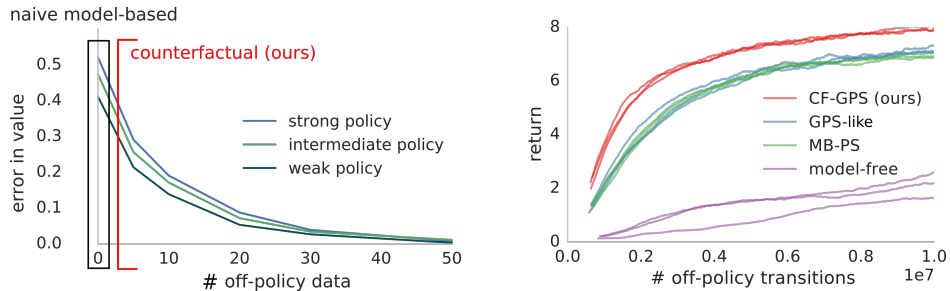 naive model-based
counterfactual (ours)
error in value
0.5
0.4
0.3
0.2
0.1
0.0
strong policy
intermediate policy
weak policy
0 10 20 30 40 50
# off-policy data
return
8
6
4
2
0
CF-GPS (ours)
GPS-like
MB-PS
model-free
0.0 0.2 0.4 0.6 0.8 1.0
1e7
# off-policy transitions